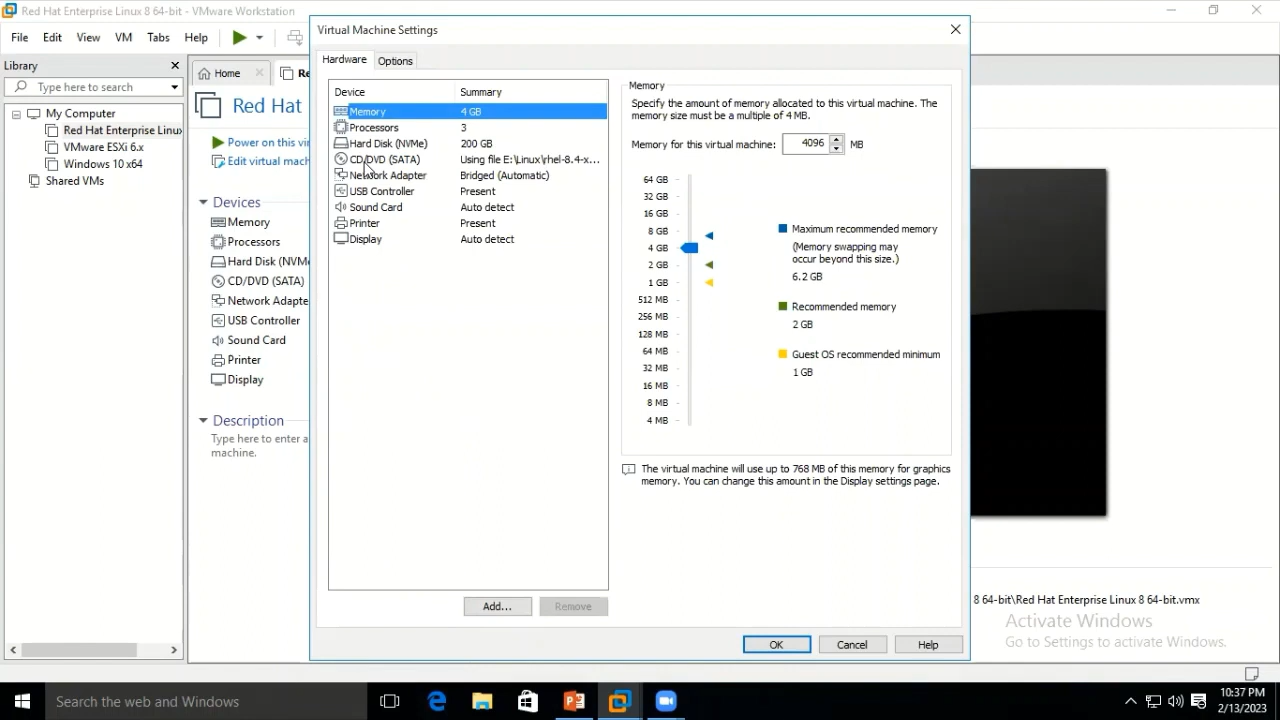 Red Hat Enterprise Linux 8 64-bit - VMware Workstation
File Edit View VM Tabs Help
Library
Type here to search
My Computer
Red Hat Enterprise Linux
VMware ESXi 6.x
Windows 10 x64
Shared VMs
Home
Re
Red Hat
Power on this vi
Edit virtual mach
Devices
Memory
Processors
Hard Disk (NVMe
CD/DVD (SATA)
Network Adapte
USB Controller
Sound Card
Printer
Display
Description
Type here to enter a
machine.
Virtual Machine Settings
Hardware Options
Device Summary
Memory 4 GB
Processors 3
Hard Disk (NVMe) 200 GB
CD/DVD (SATA) Using file E:\Linux\rhel-8.4-x...
Network Adapter Bridged (Automatic)
USB Controller Present
Sound Card Auto detect
Printer Present
Display Auto detect
Add... Remove
Memory
Specify the amount of memory allocated to this virtual machine. The
memory size must be a multiple of 4 MB.
Memory for this virtual machine: 4096 MB
64 GB
32 GB
16 GB
8 GB
4 GB
2 GB
1 GB
512 MB
256 MB
128 MB
64 MB
32 MB
16 MB
8 MB
4 MB
Maximum recommended memory
(Memory swapping may
occur beyond this size.)
6.2 GB
Recommended memory
2 GB
Guest OS recommended minimum
1 GB
The virtual machine will use up to 768 MB of this memory for graphics
memory. You can change this amount in the Display settings page.
OK Cancel Help
8 64-bit\Red Hat Enterprise Linux 8 64-bit.vmx
Activate Windows
Go to Settings to activate Windows.
Search the web and Windows
10:37 PM
2/13/2023